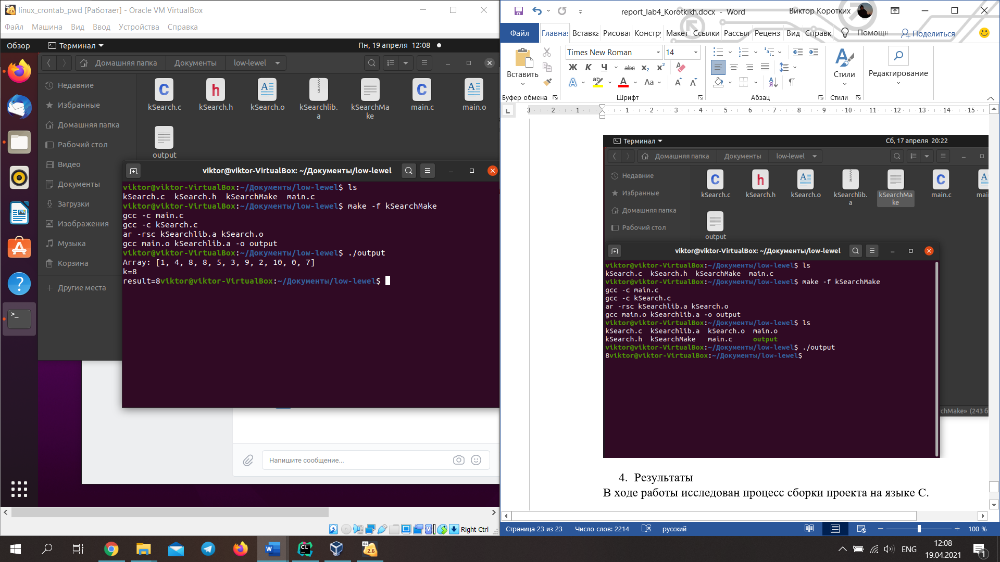 linux_crontab_pwd [Работает] - Oracle VM VirtualBox
Файл Машина Вид Ввод Устройства Справка
Обзор Терминал Пн, 19 апреля 12:08
Домашняя папка Документы low-lewel
Недавние
Избранные
Домашняя папка
Рабочий стол
Видео
Документы
Загрузки
Изображения
Музыка
Корзина
Другие места
kSearch.c kSearch.h kSearch.o kSearchlib.a kSearchMake main.c main.o
output
viktor@viktor-VirtualBox: ~/Документы/low-lewel
viktor@viktor-VirtualBox:~/Документы/low-lewel$ ls
kSearch.c kSearch.h kSearchMake main.c
viktor@viktor-VirtualBox:~/Документы/low-lewel$ make -f kSearchMake
gcc -c main.c
gcc -c kSearch.c
ar -rsc kSearchlib.a kSearch.o
gcc main.o kSearchlib.a -o output
viktor@viktor-VirtualBox:~/Документы/low-lewel$ ./output
Array: [1, 4, 8, 8, 5, 3, 9, 2, 10, 0, 7]
k=8
result=8viktor@viktor-VirtualBox:~/Документы/low-lewel$
Напишите сообщение...
Right Ctrl
report_lab4_Korotkikh.docx - Word Виктор Коротких
Файл Главна Вставка Рисова Констру Макет Ссылки Рассыл Реценз Вид Справк Помощн Поделиться
Times New Roman 14
Вставить
Ж К Ч abc x₂ x²
Стили
Редактирование
Буфер обмена Шрифт Абзац Стили
3 2 1 1 2 3 4 5 6 7 8 9 10 11 12 13 14 15
Терминал Сб, 17 апреля 20:22
Домашняя папка Документы low-lewel
Недавние
Избранные
Домашняя папка
Рабочий стол
kSearch.c kSearch.h kSearch.o kSearchlib.a kSearchMake main.c mai
output
viktor@viktor-VirtualBox: ~/Документы/low-lewel
viktor@viktor-VirtualBox:~/Документы/low-lewel$ ls
kSearch.c kSearch.h kSearchMake main.c
viktor@viktor-VirtualBox:~/Документы/low-lewel$ make -f kSearchMake
gcc -c main.c
gcc -c kSearch.c
ar -rsc kSearchlib.a kSearch.o
gcc main.o kSearchlib.a -o output
viktor@viktor-VirtualBox:~/Документы/low-lewel$ ls
kSearch.c kSearchlib.a kSearch.o main.o
kSearch.h kSearchMake main.c output
viktor@viktor-VirtualBox:~/Документы/low-lewel$ ./output
8viktor@viktor-VirtualBox:~/Документы/low-lewel$
chMake» (243 б
4. Результаты
В ходе работы исследован процесс сборки проекта на языке С.
Страница 23 из 23 Число слов: 2214 русский 100 %
ENG 12:08
19.04.2021
1